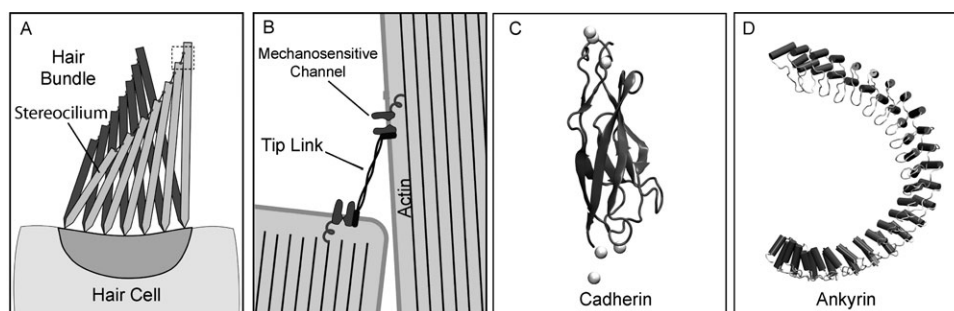 A
Hair
Bundle
Stereocilium
Hair Cell
B
Mechanosensitive
Channel
Tip Link
Actin
C
Cadherin
D
Ankyrin